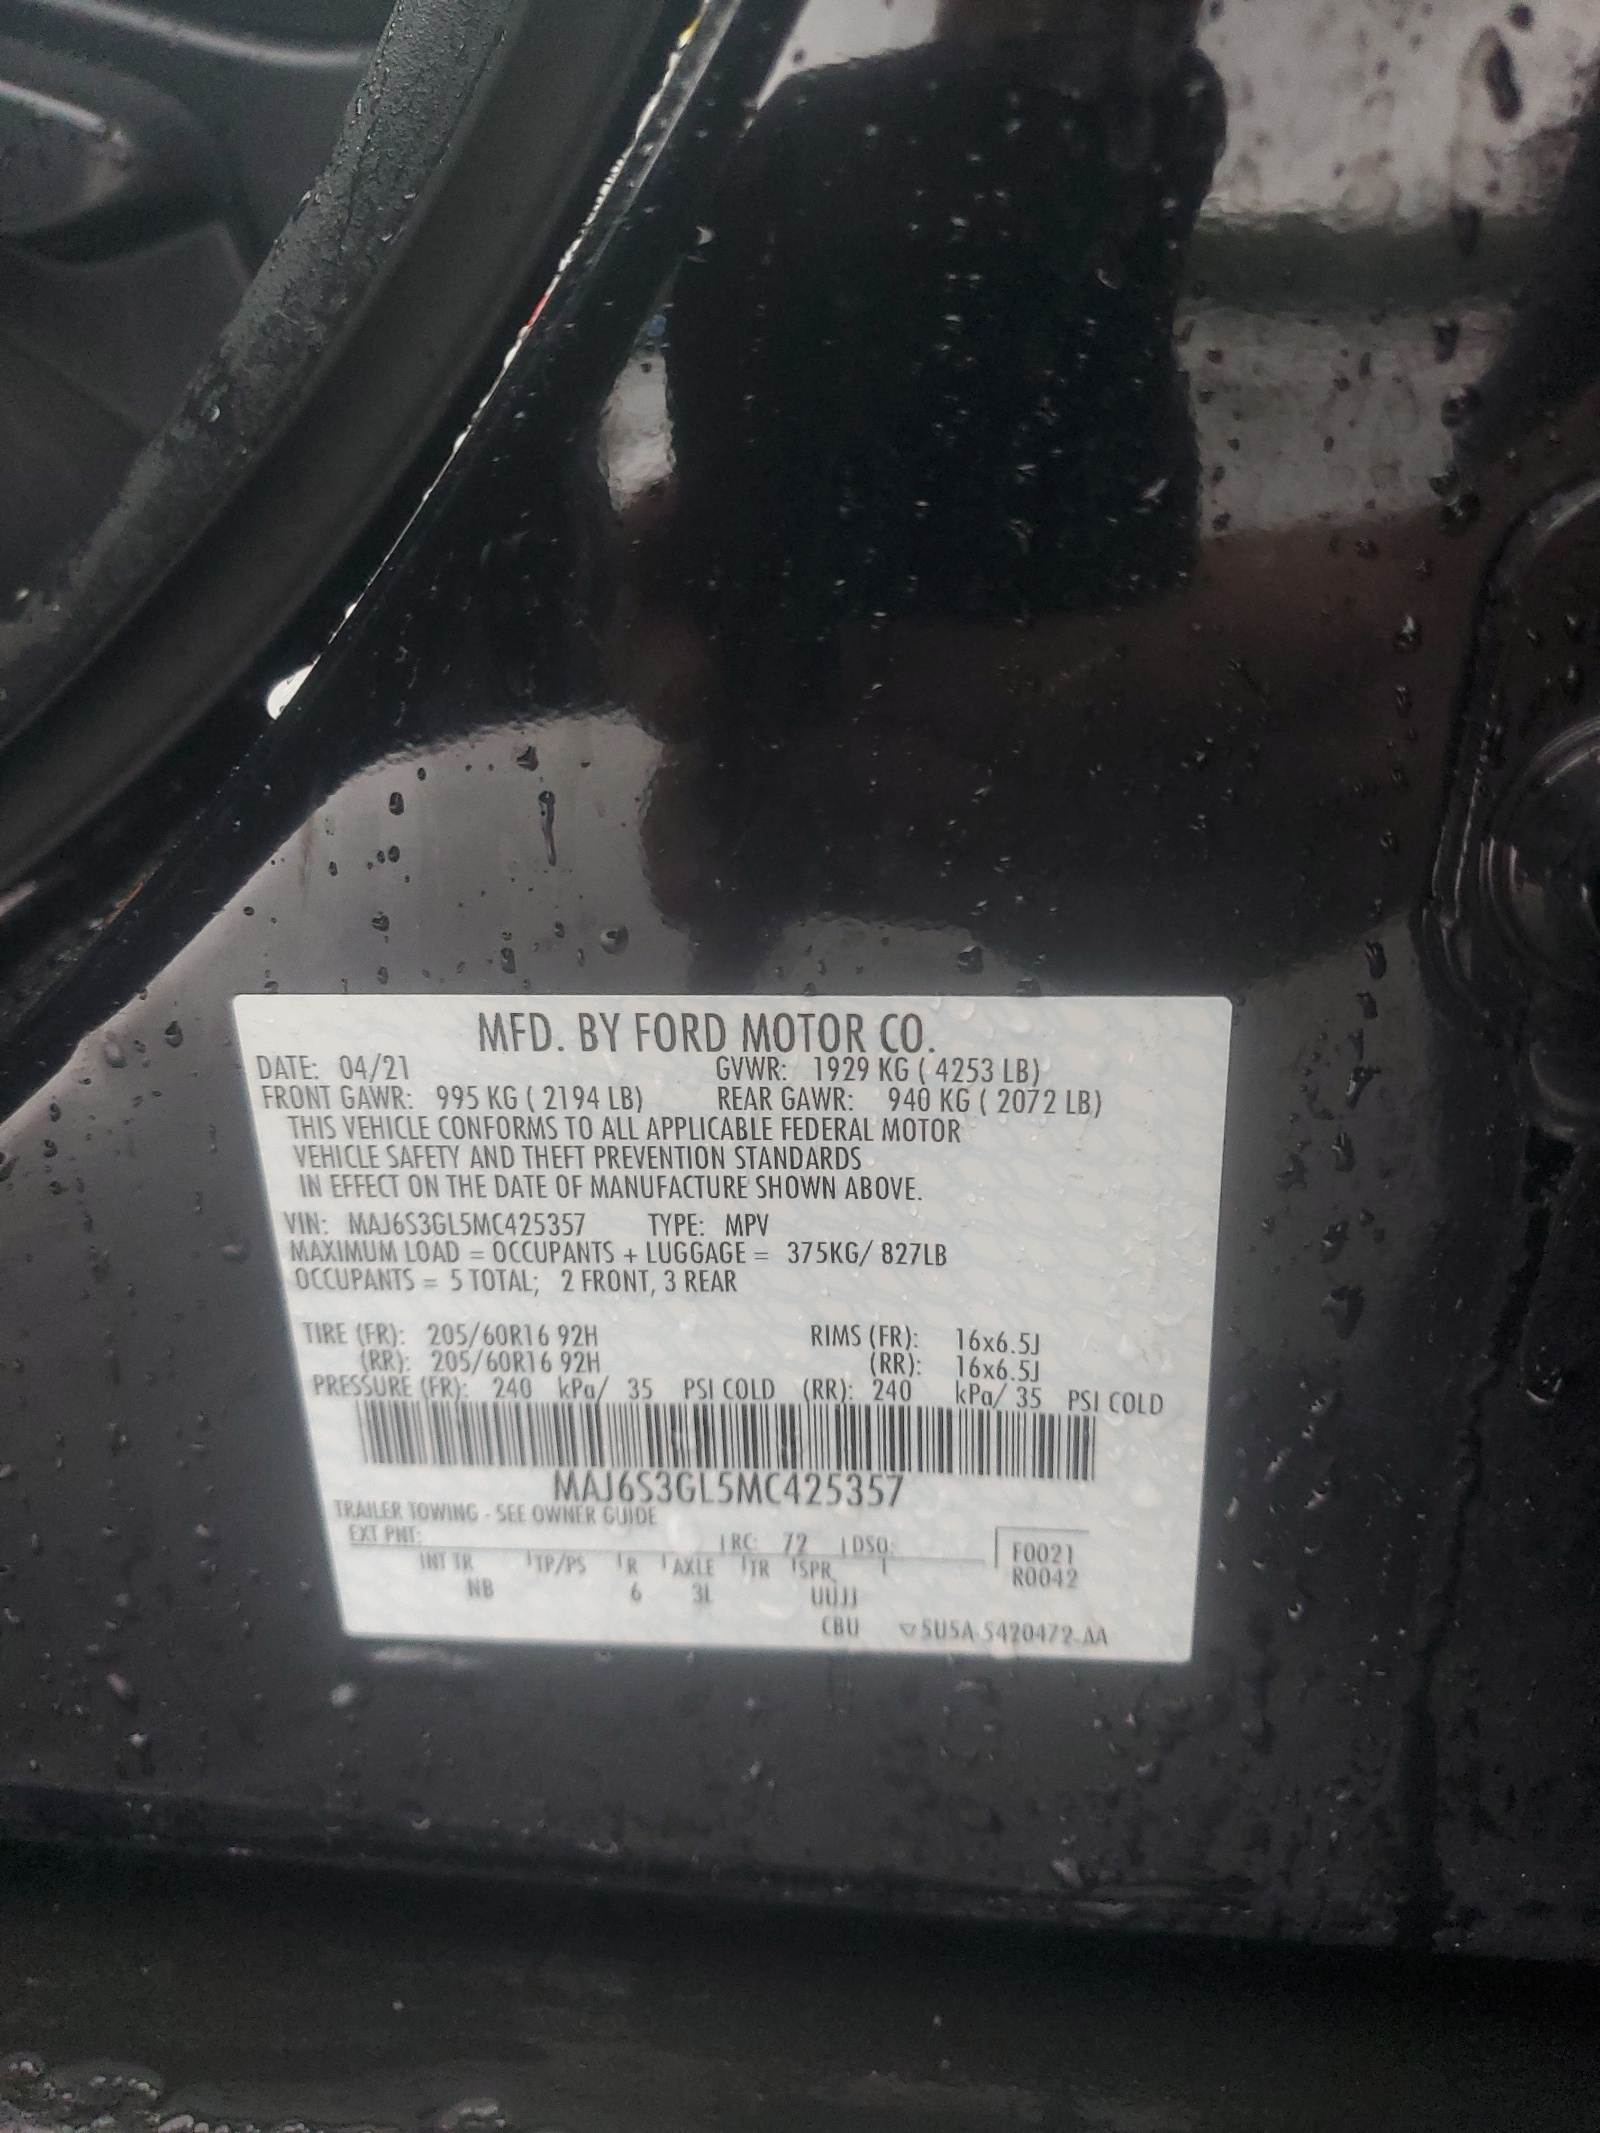 MFD. BY FORD MOTOR CO.
DATE: 04/21 GVWR: 1929 KG ( 4253 LB)
FRONT GAWR: 995 KG ( 2194 LB) REAR GAWR: 940 KG ( 2072 LB)
THIS VEHICLE CONFORMS TO ALL APPLICABLE FEDERAL MOTOR
VEHICLE SAFETY AND THEFT PREVENTION STANDARDS
IN EFFECT ON THE DATE OF MANUFACTURE SHOWN ABOVE.
VIN: MAJ6S3GL5MC425357 TYPE: MPV
MAXIMUM LOAD = OCCUPANTS + LUGGAGE = 375KG/ 827LB
OCCUPANTS = 5 TOTAL; 2 FRONT, 3 REAR
TIRE (FR): 205/60R16 92H RIMS (FR): 16x6.5J
(RR): 205/60R16 92H (RR): 16x6.5J
PRESSURE (FR): 240 kPa/ 35 PSI COLD (RR): 240 kPa/ 35 PSI COLD
MAJ6S3GL5MC425357
TRAILER TOWING - SEE OWNER GUIDE
EXT PNT: RC: 72 DSO: F0021
INT TR TP/PS R AXLE TR SPR R0042
NB 6 3L UUJJ
CBU 5U5A-S420472-AA